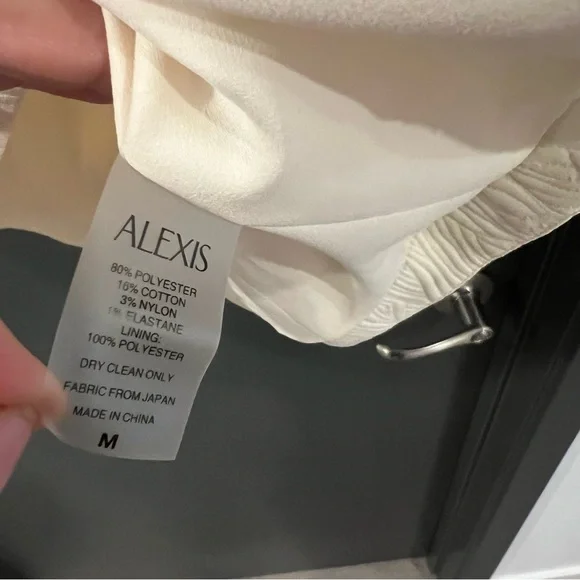 ALEXIS
80% POLYESTER
16% COTTON
3% NYLON
1% ELASTANE
LINING:
100% POLYESTER
DRY CLEAN ONLY
FABRIC FROM JAPAN
MADE IN CHINA
M